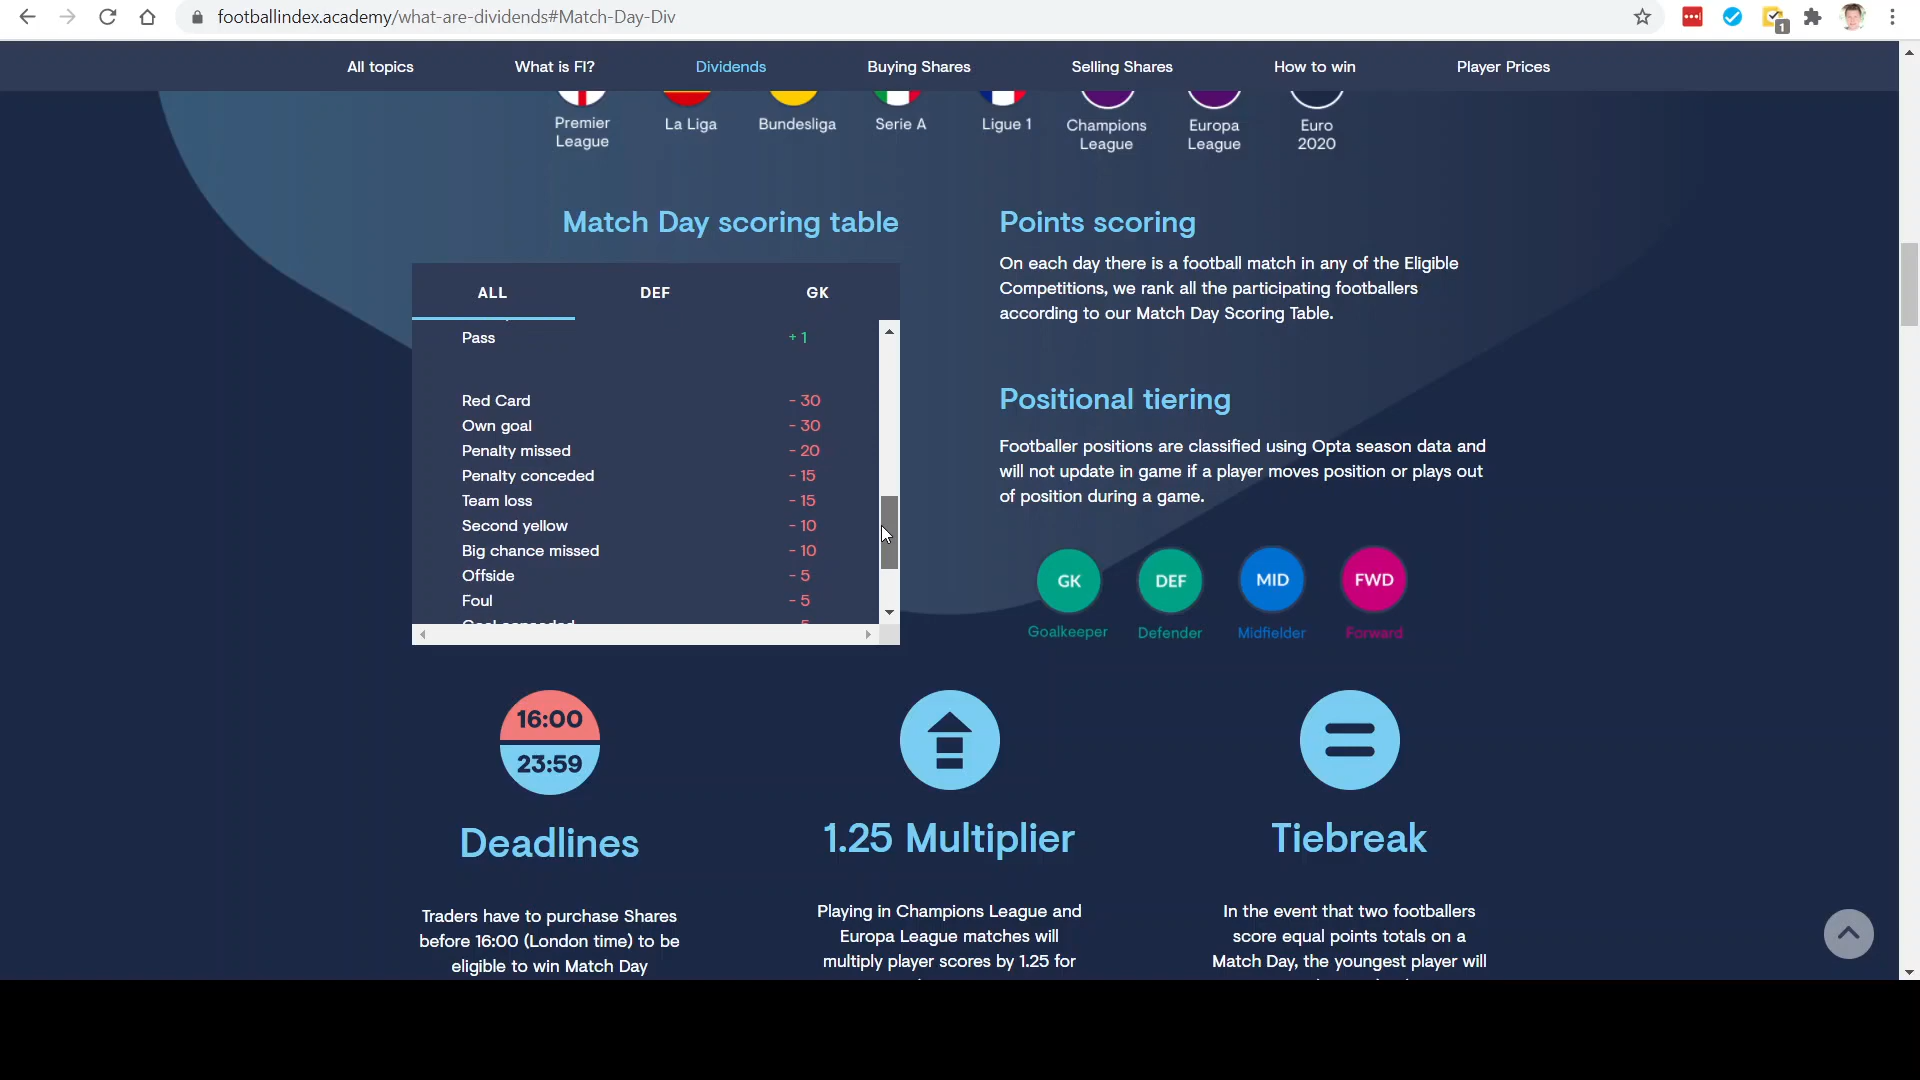 footballindex.academy/what-are-dividends#Match-Day-Div
1
All topics
What is FI?
Dividends
Buying Shares
Selling Shares
How to win
Player Prices
Premier
League
La Liga
Bundesliga
Serie A
Ligue 1
Champions
League
Europa
League
Euro
2020
Match Day scoring table
ALL DEF GK
Pass + 1
Red Card - 30
Own goal - 30
Penalty missed - 20
Penalty conceded - 15
Team loss - 15
Second yellow - 10
Big chance missed - 10
Offside - 5
Foul - 5
Points scoring
On each day there is a football match in any of the Eligible
Competitions, we rank all the participating footballers
according to our Match Day Scoring Table.
Positional tiering
Footballer positions are classified using Opta season data and
will not update in game if a player moves position or plays out
of position during a game.
GK DEF MID FWD
Goalkeeper Defender Midfielder Forward
16:00
23:59
Deadlines
Traders have to purchase Shares
before 16:00 (London time) to be
eligible to win Match Day
1.25 Multiplier
Playing in Champions League and
Europa League matches will
multiply player scores by 1.25 for
Tiebreak
In the event that two footballers
score equal points totals on a
Match Day, the youngest player will